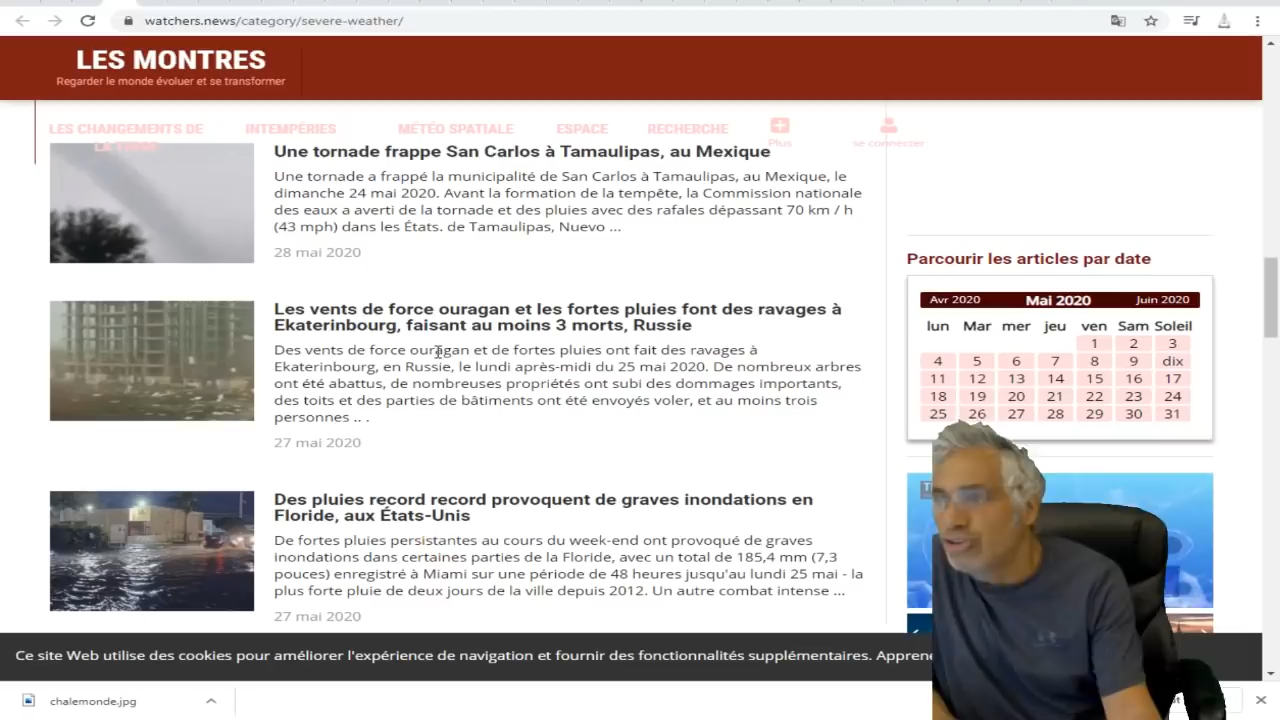 watchers.news/category/severe-weather/
LES MONTRES
Regarder le monde évoluer et se transformer
LES CHANGEMENTS DE
LA TERRE
INTEMPÉRIES
MÉTÉO SPATIALE
ESPACE
RECHERCHE
Plus
se connecter
Une tornade frappe San Carlos à Tamaulipas, au Mexique
Une tornade a frappé la municipalité de San Carlos à Tamaulipas, au Mexique, le
dimanche 24 mai 2020. Avant la formation de la tempête, la Commission nationale
des eaux a averti de la tornade et des pluies avec des rafales dépassant 70 km / h
(43 mph) dans les États. de Tamaulipas, Nuevo ...
28 mai 2020
Les vents de force ouragan et les fortes pluies font des ravages à
Ekaterinbourg, faisant au moins 3 morts, Russie
Des vents de force ouragan et de fortes pluies ont fait des ravages à
Ekaterinbourg, en Russie, le lundi après-midi du 25 mai 2020. De nombreux arbres
ont été abattus, de nombreuses propriétés ont subi des dommages importants,
des toits et des parties de bâtiments ont été envoyés voler, et au moins trois
personnes .. .
27 mai 2020
Des pluies record record provoquent de graves inondations en
Floride, aux États-Unis
De fortes pluies persistantes au cours du week-end ont provoqué de graves
inondations dans certaines parties de la Floride, avec un total de 185,4 mm (7,3
pouces) enregistré à Miami sur une période de 48 heures jusqu'au lundi 25 mai - la
plus forte pluie de deux jours de la ville depuis 2012. Un autre combat intense ...
27 mai 2020
Parcourir les articles par date
Avr 2020 Mai 2020 Juin 2020
lun Mar mer jeu ven Sam Soleil
1 2 3
4 5 6 7 8 9 dix
11 12 13 14 15 16 17
18 19 20 21 22 23 24
25 26 27 28 29 30 31
Ce site Web utilise des cookies pour améliorer l'expérience de navigation et fournir des fonctionnalités supplémentaires.
chalemonde.jpg